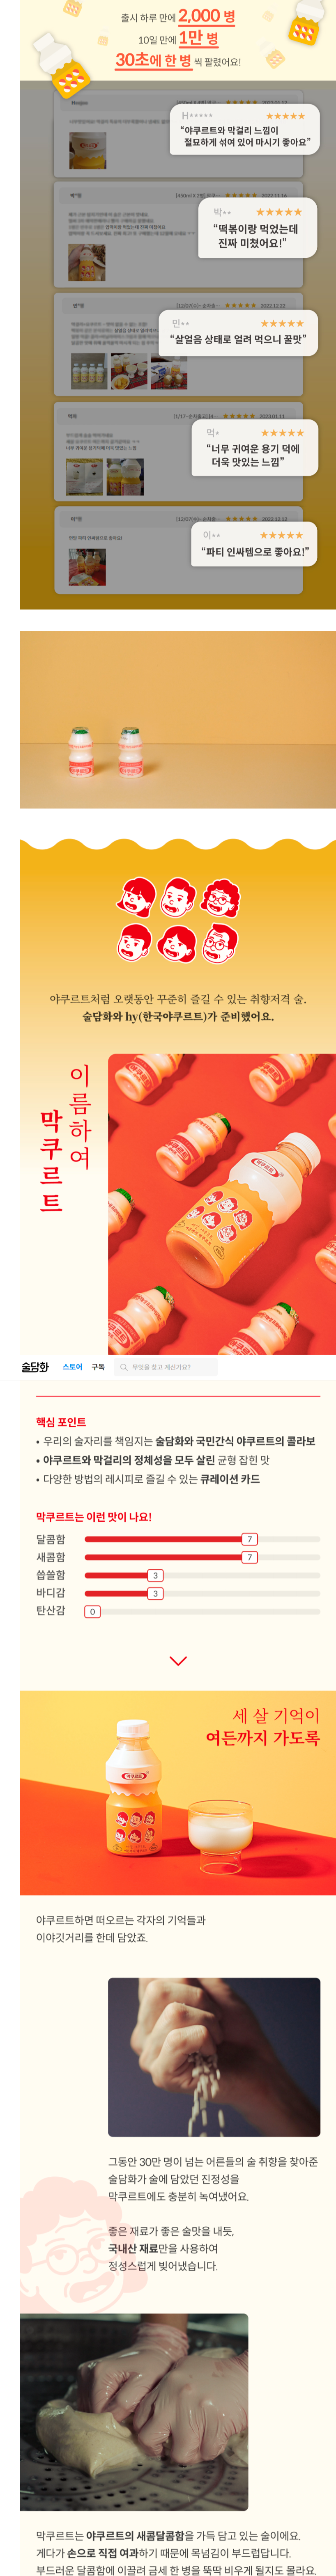 출시 하루 만에 2,000 병
10일 만에 1만 병
30초에 한 병 씩 팔렸어요!
H*****
★★★★★
“야쿠르트와 막걸리 느낌이
절묘하게 섞여 있어 마시기 좋아요”
박**
★★★★★
“떡볶이랑 먹었는데
진짜 미쳤어요!”
민**
★★★★★
“살얼음 상태로 얼려 먹으니 꿀맛”
먹*
★★★★★
“너무 귀여운 용기 덕에
더욱 맛있는 느낌”
이**
★★★★★
“파티 인싸템으로 좋아요!”
야쿠르트처럼 오랫동안 꾸준히 즐길 수 있는 취향저격 술.
술담화와 hy(한국야쿠르트)가 준비했어요.
이름하여
막쿠르트
술담화 스토어 구독 무엇을 찾고 계신가요?
핵심 포인트
• 우리의 술자리를 책임지는 술담화와 국민간식 야쿠르트의 콜라보
• 야쿠르트와 막걸리의 정체성을 모두 살린 균형 잡힌 맛
• 다양한 방법의 레시피로 즐길 수 있는 큐레이션 카드
막쿠르트는 이런 맛이 나요!
달콤함 7
새콤함 7
씁쓸함 3
바디감 3
탄산감 0
세 살 기억이
여든까지 가도록
야쿠르트하면 떠오르는 각자의 기억들과
이야깃거리를 한데 담았죠.
그동안 30만 명이 넘는 어른들의 술 취향을 찾아준
술담화가 술에 담았던 진정성을
막쿠르트에도 충분히 녹여냈어요.
좋은 재료가 좋은 술맛을 내듯,
국내산 재료만을 사용하여
정성스럽게 빚어냈습니다.
막쿠르트는 야쿠르트의 새콤달콤함을 가득 담고 있는 술이에요.
게다가 손으로 직접 여과하기 때문에 목넘김이 부드럽답니다.
부드러운 달콤함에 이끌려 금세 한 병을 뚝딱 비우게 될지도 몰라요.